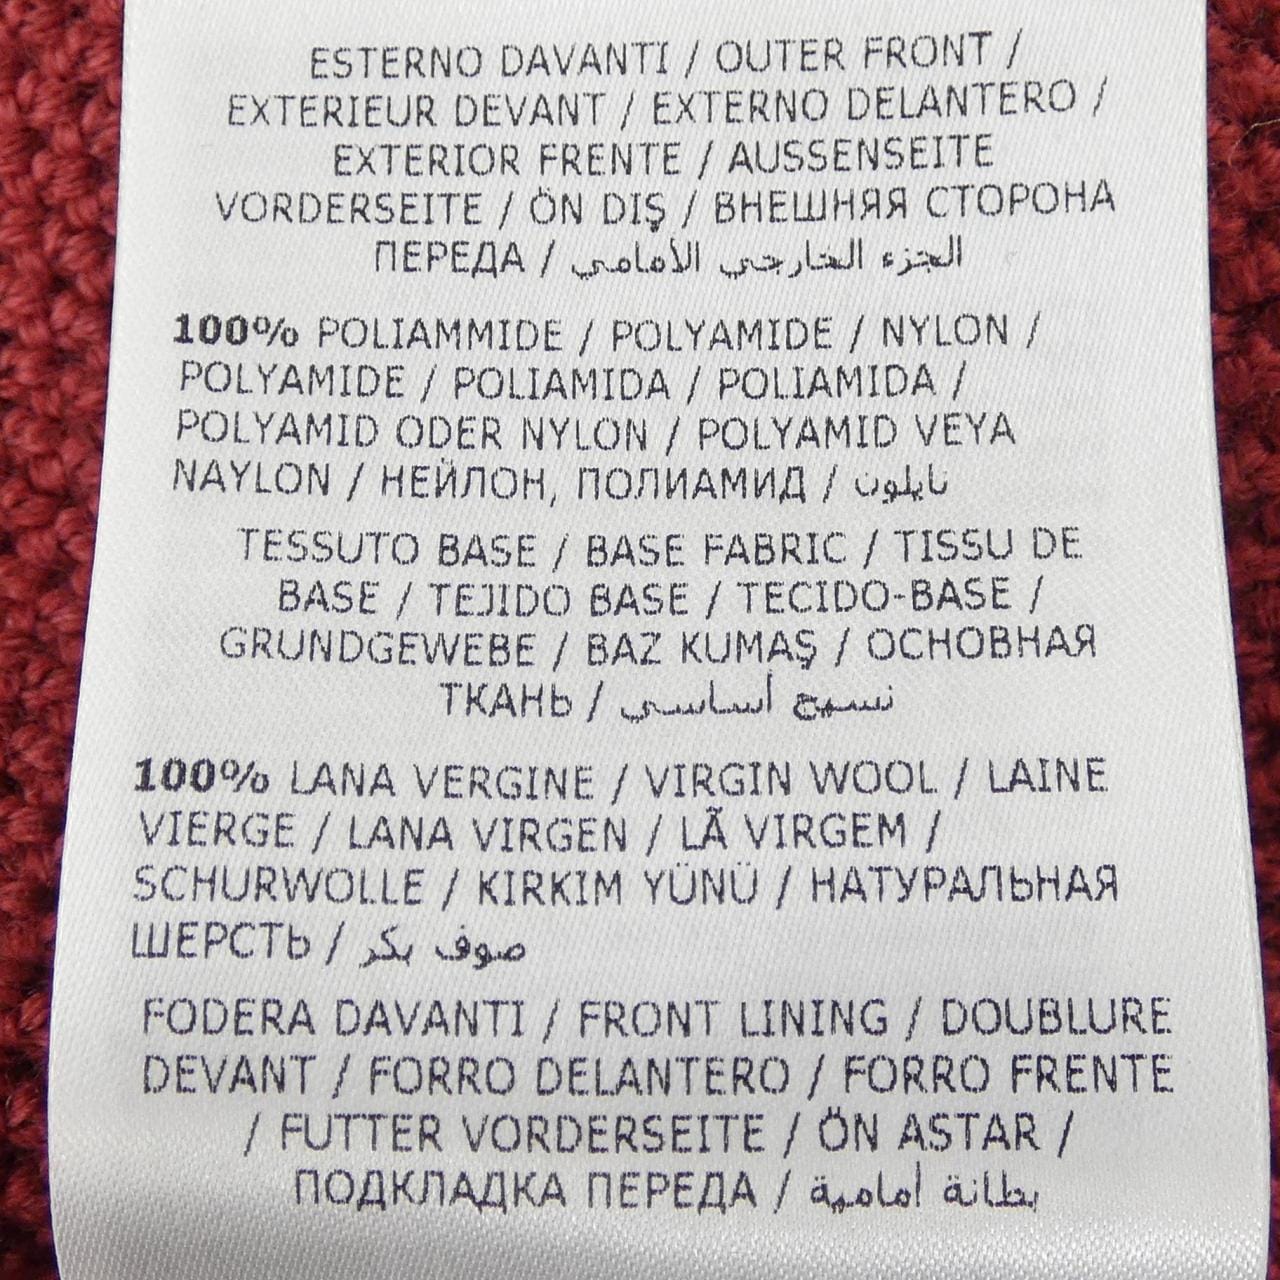 ESTERNO DAVANTI / OUTER FRONT /
EXTERIEUR DEVANT / EXTERNO DELANTERO /
EXTERIOR FRENTE / AUSSENSEITE
VORDERSEITE / ÖN DIŞ / ВНЕШНЯЯ СТОРОНА
ПЕРЕДА / الجزء الخارجي الأمامي
100% POLIAMMIDE / POLYAMIDE / NYLON /
POLYAMIDE / POLIAMIDA / POLIAMIDA /
POLYAMID ODER NYLON / POLYAMID VEYA
NAYLON / НЕЙЛОН, ПОЛИАМИД / نايلون
TESSUTO BASE / BASE FABRIC / TISSU DE
BASE / TEJIDO BASE / TECIDO-BASE /
GRUNDGEWEBE / BAZ KUMAŞ / ОСНОВНАЯ
ТКАНЬ / نسيج أساسي
100% LANA VERGINE / VIRGIN WOOL / LAINE
VIERGE / LANA VIRGEN / LÃ VIRGEM /
SCHURWOLLE / KIRKIM YÜNÜ / НАТУРАЛЬНАЯ
ШЕРСТЬ / صوف بكر
FODERA DAVANTI / FRONT LINING / DOUBLURE
DEVANT / FORRO DELANTERO / FORRO FRENTE
/ FUTTER VORDERSEITE / ÖN ASTAR /
ПОДКЛАДКА ПЕРЕДА / بطانة أمامية